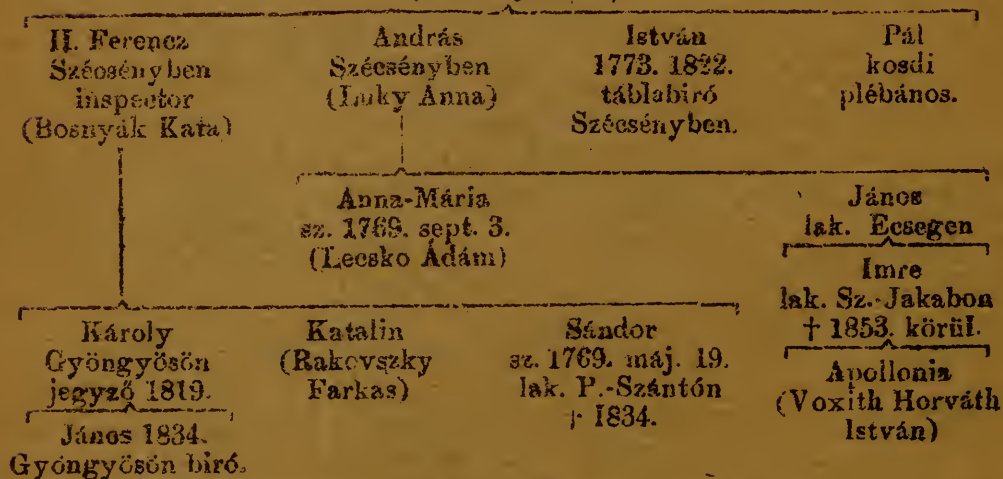 II. Ferencz
Szécsényben
inspector
(Bosnyák Kata)
András
Szécsényben
(Luky Anna)
István
1773. 1822.
táblabiró
Szécsényben.
Pál
kosdi
plébános.
Anna-Mária
sz. 1769. sept. 3.
(Lecsko Ádám)
János
lak. Ecsegen
Imre
lak. Sz.-Jakabon
† 1853. körül.
Apollonia
(Voxith Horváth
István)
Károly
Gyöngyösön
jegyző 1819.
János 1834.
Gyöngyösön biró.
Katalin
(Rakovszky
Farkas)
Sándor
sz. 1769. máj. 19.
lak. P.-Szántón
† 1834.